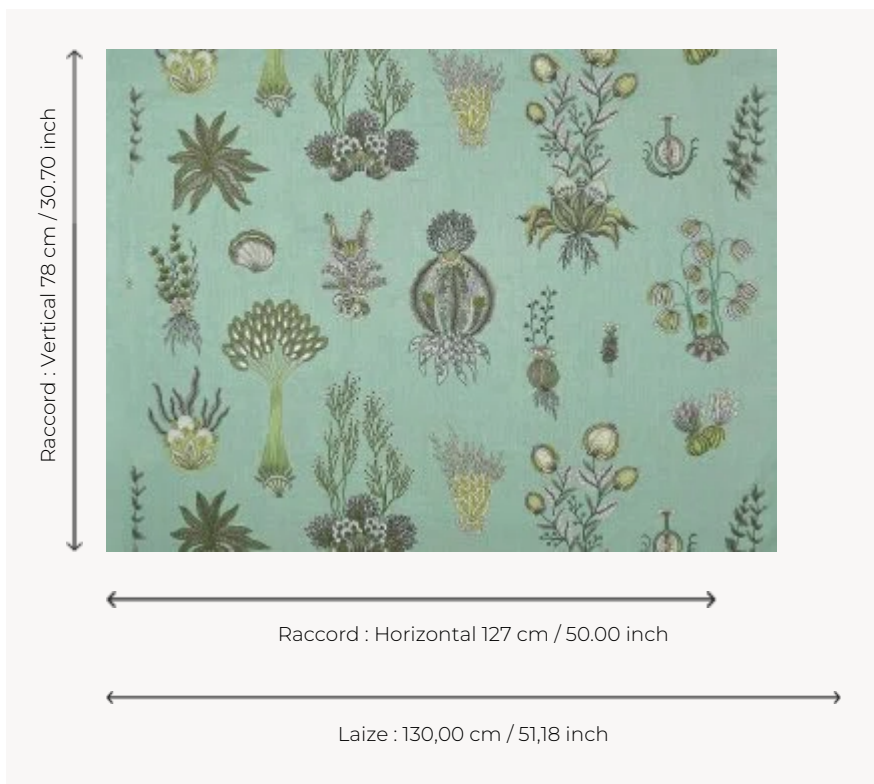 Raccord : Vertical 78 cm / 30.70 inch
Raccord : Horizontal 127 cm / 50.00 inch
Laize : 130,00 cm / 51,18 inch